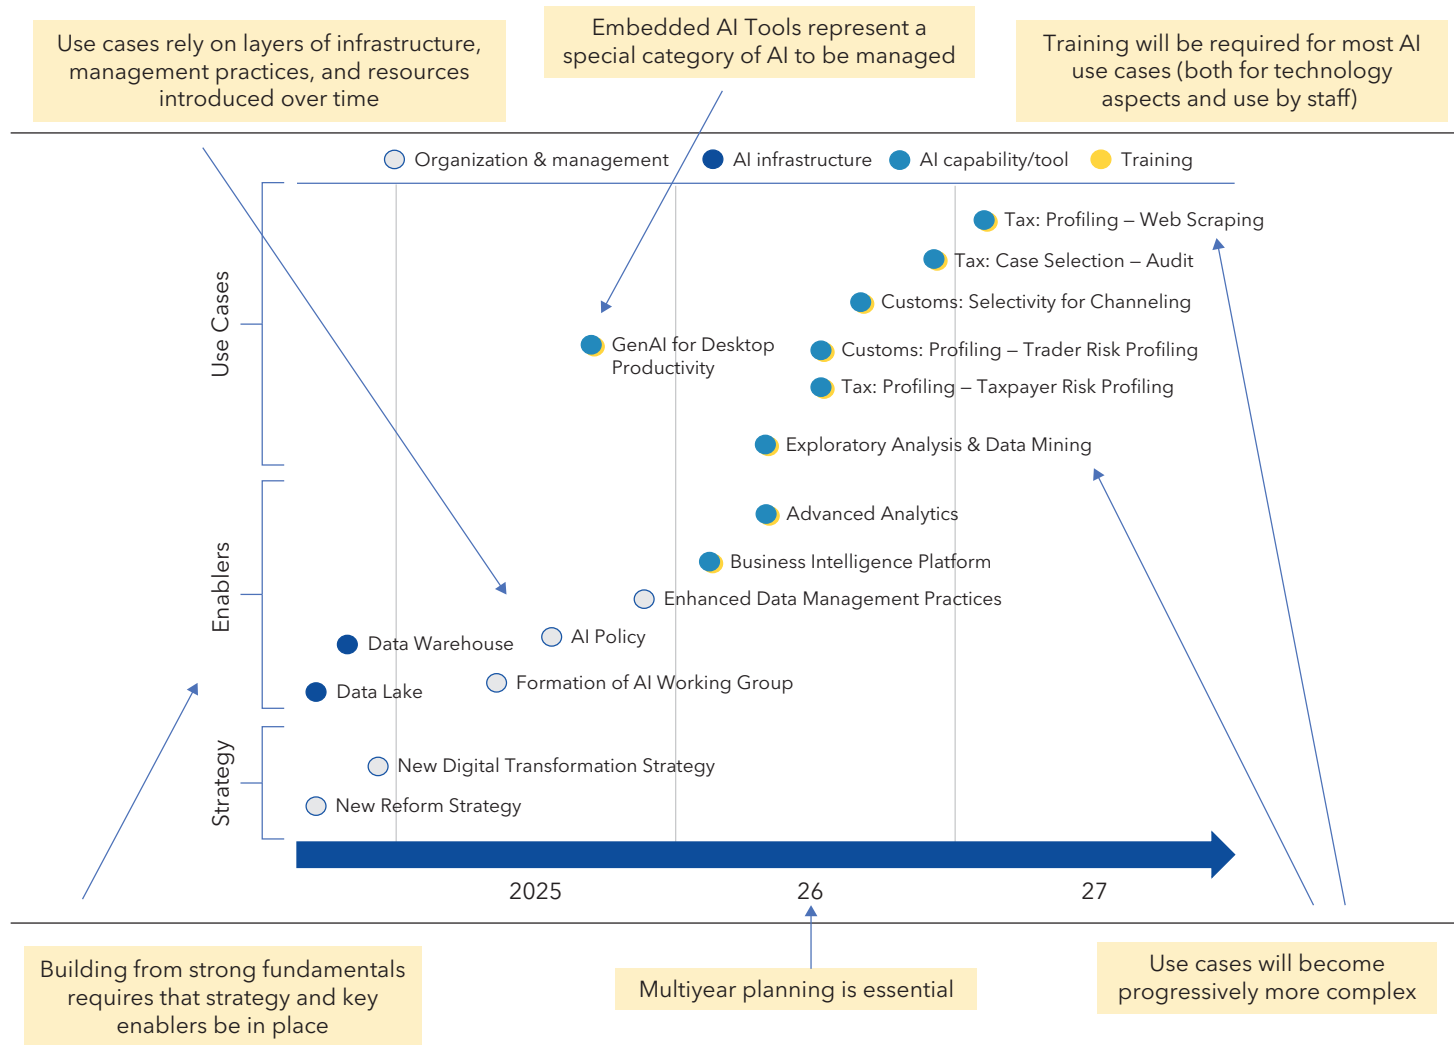 Use cases rely on layers of infrastructure,
management practices, and resources
introduced over time
Embedded AI Tools represent a
special category of AI to be managed
Training will be required for most AI
use cases (both for technology
aspects and use by staff)
Organization & management
AI infrastructure
AI capability/tool
Training
Use Cases
Tax: Profiling – Web Scraping
Tax: Case Selection – Audit
Customs: Selectivity for Channeling
GenAI for Desktop
Productivity
Customs: Profiling – Trader Risk Profiling
Tax: Profiling – Taxpayer Risk Profiling
Exploratory Analysis & Data Mining
Enablers
Advanced Analytics
Business Intelligence Platform
Enhanced Data Management Practices
AI Policy
Data Warehouse
Formation of AI Working Group
Data Lake
Strategy
New Digital Transformation Strategy
New Reform Strategy
2025
26
27
Building from strong fundamentals
requires that strategy and key
enablers be in place
Multiyear planning is essential
Use cases will become
progressively more complex